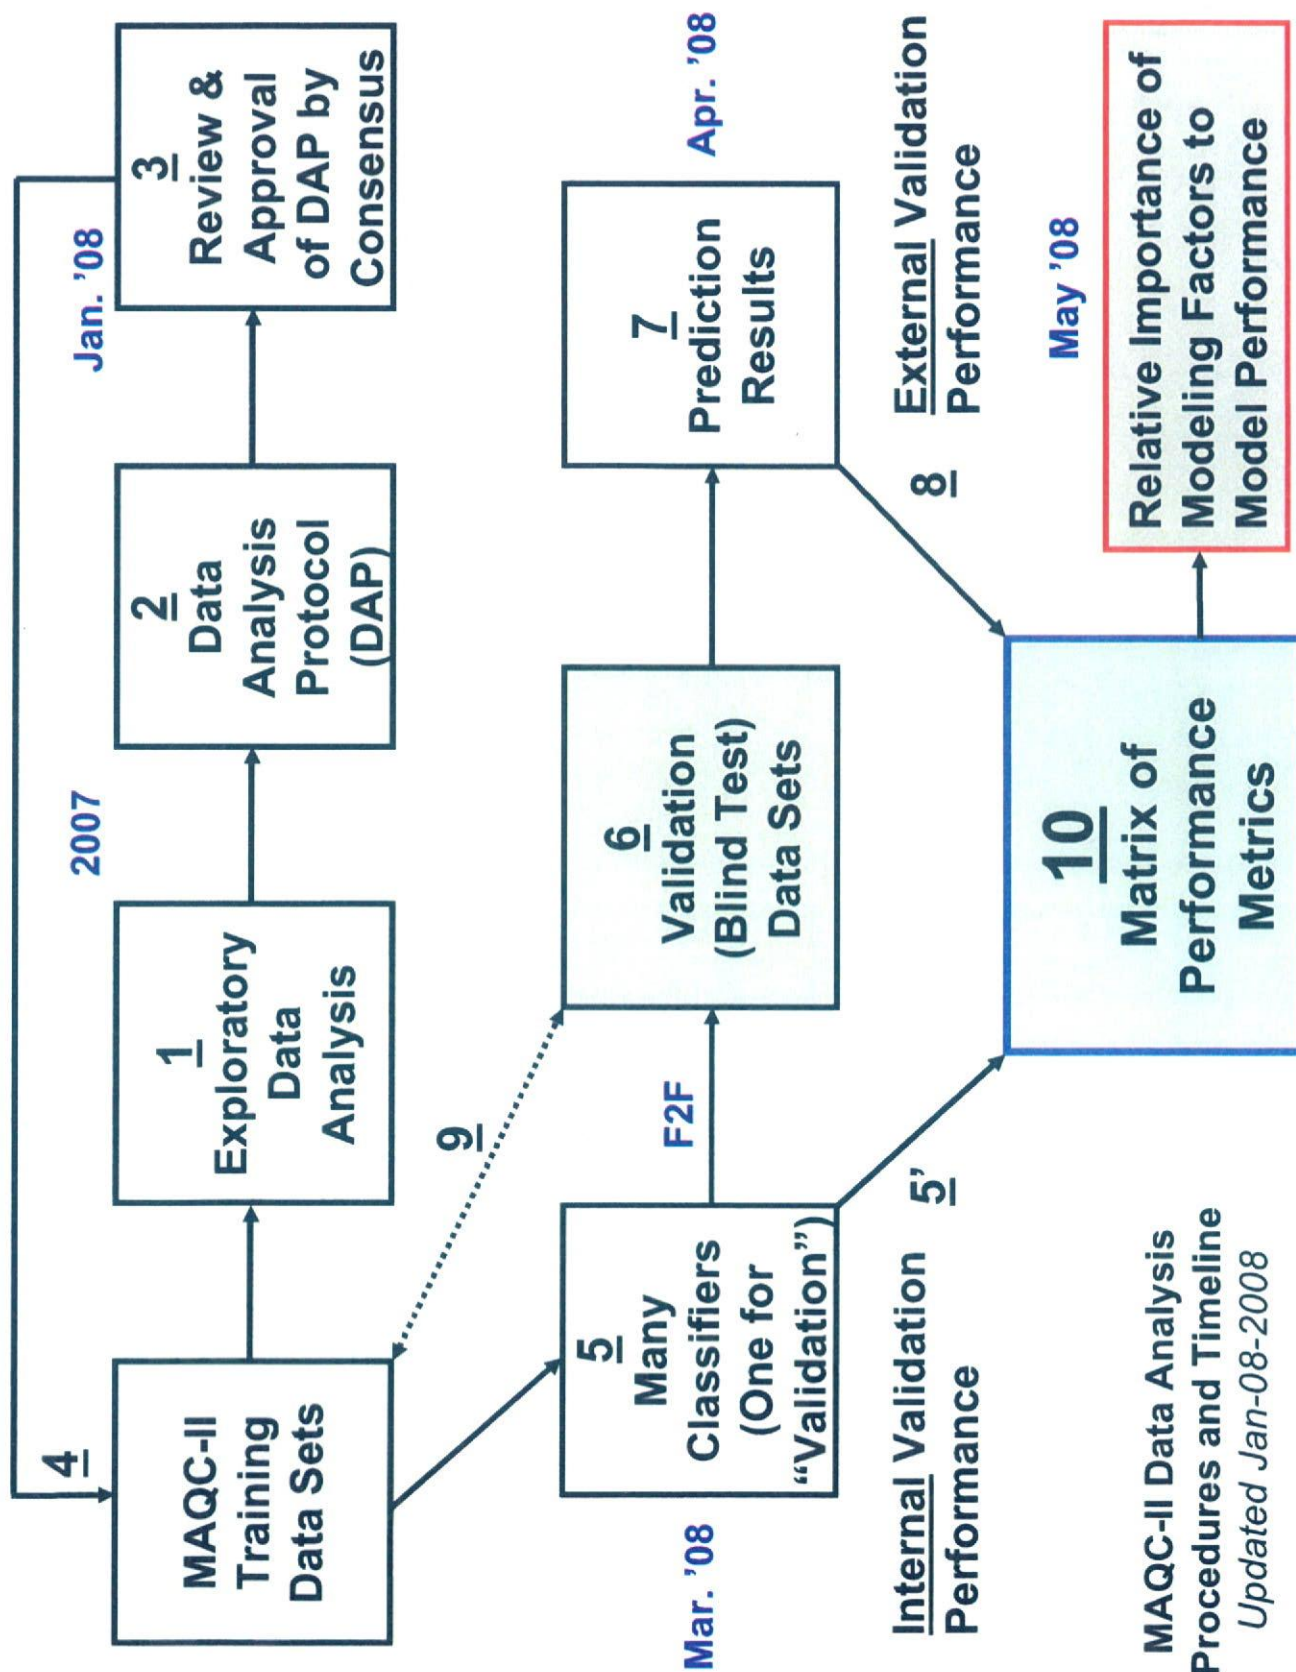 4
MAQC-II
Training
Data Sets
1
Exploratory
Data
Analysis
2007
2
Data
Analysis
Protocol
(DAP)
Jan. '08
3
Review &
Approval
of DAP by
Consensus
9
Mar. '08
5
Many
Classifiers
(One for
“Validation”)
F2F
6
Validation
(Blind Test)
Data Sets
7
Prediction
Results
Apr. '08
Internal Validation
Performance
5'
8
External Validation
Performance
10
Matrix of
Performance
Metrics
May '08
Relative Importance of
Modeling Factors to
Model Performance
MAQC-II Data Analysis
Procedures and Timeline
Updated Jan-08-2008